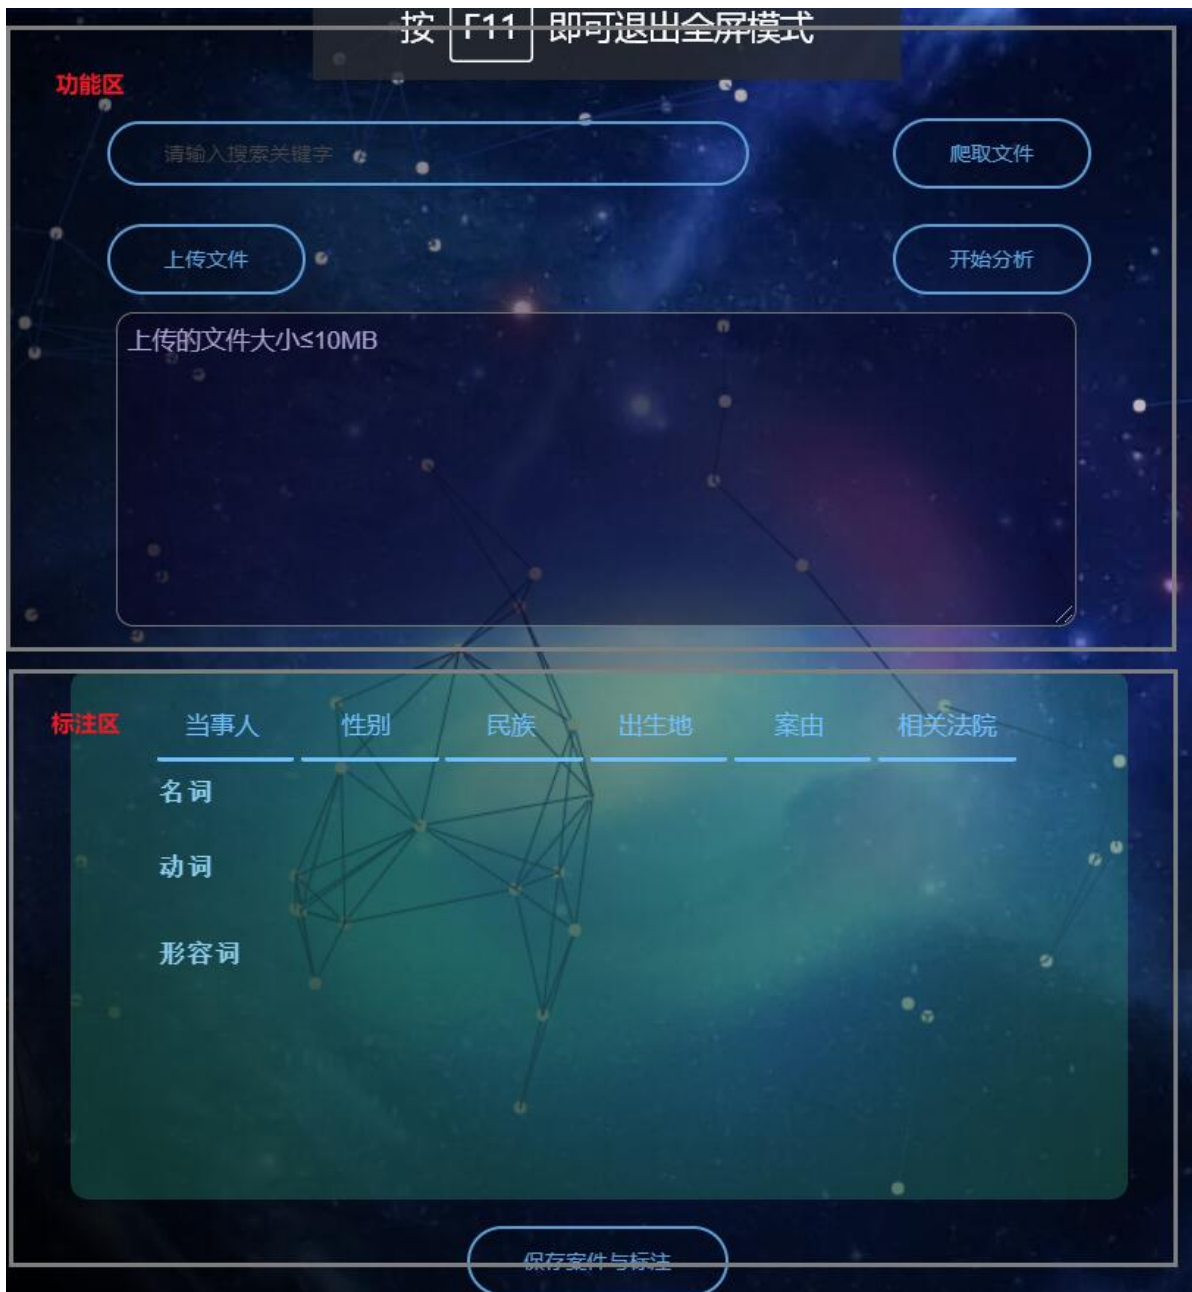 按 F11 即可退出全屏模式
功能区
请输入搜索关键字
爬取文件
上传文件
开始分析
上传的文件大小≤10MB
标注区 当事人 性别 民族 出生地 案由 相关法院
名词
动词
形容词
保存案件与标注